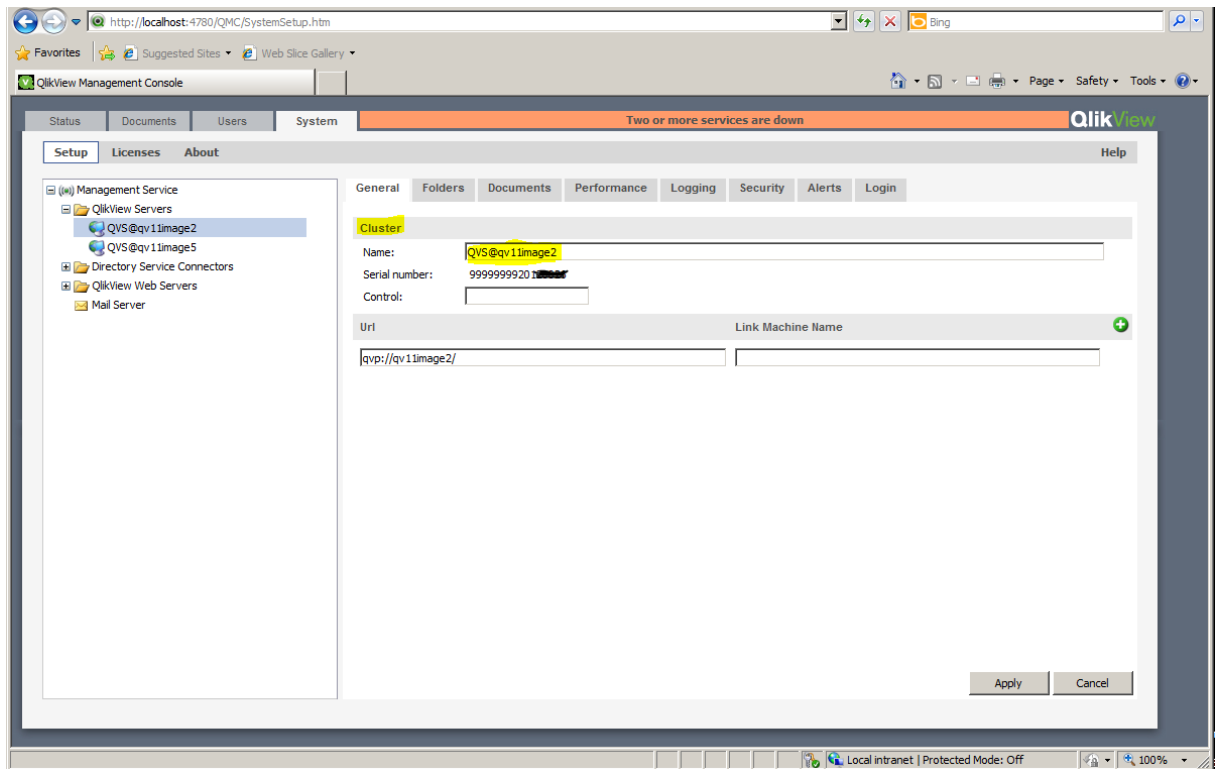 http://localhost:4780/QMC/SystemSetup.htm
Bing
Favorites
Suggested Sites
Web Slice Gallery
QlikView Management Console
Page
Safety
Tools
Status
Documents
Users
System
Two or more services are down
QlikView
Setup
Licenses
About
Help
Management Service
QlikView Servers
QVS@qv11image2
QVS@qv11image5
Directory Service Connectors
QlikView Web Servers
Mail Server
General
Folders
Documents
Performance
Logging
Security
Alerts
Login
Cluster
Name:
QVS@qv11image2
Serial number:
Control:
Url
Link Machine Name
qvp://qv11image2/
Apply
Cancel
Local intranet | Protected Mode: Off
100%